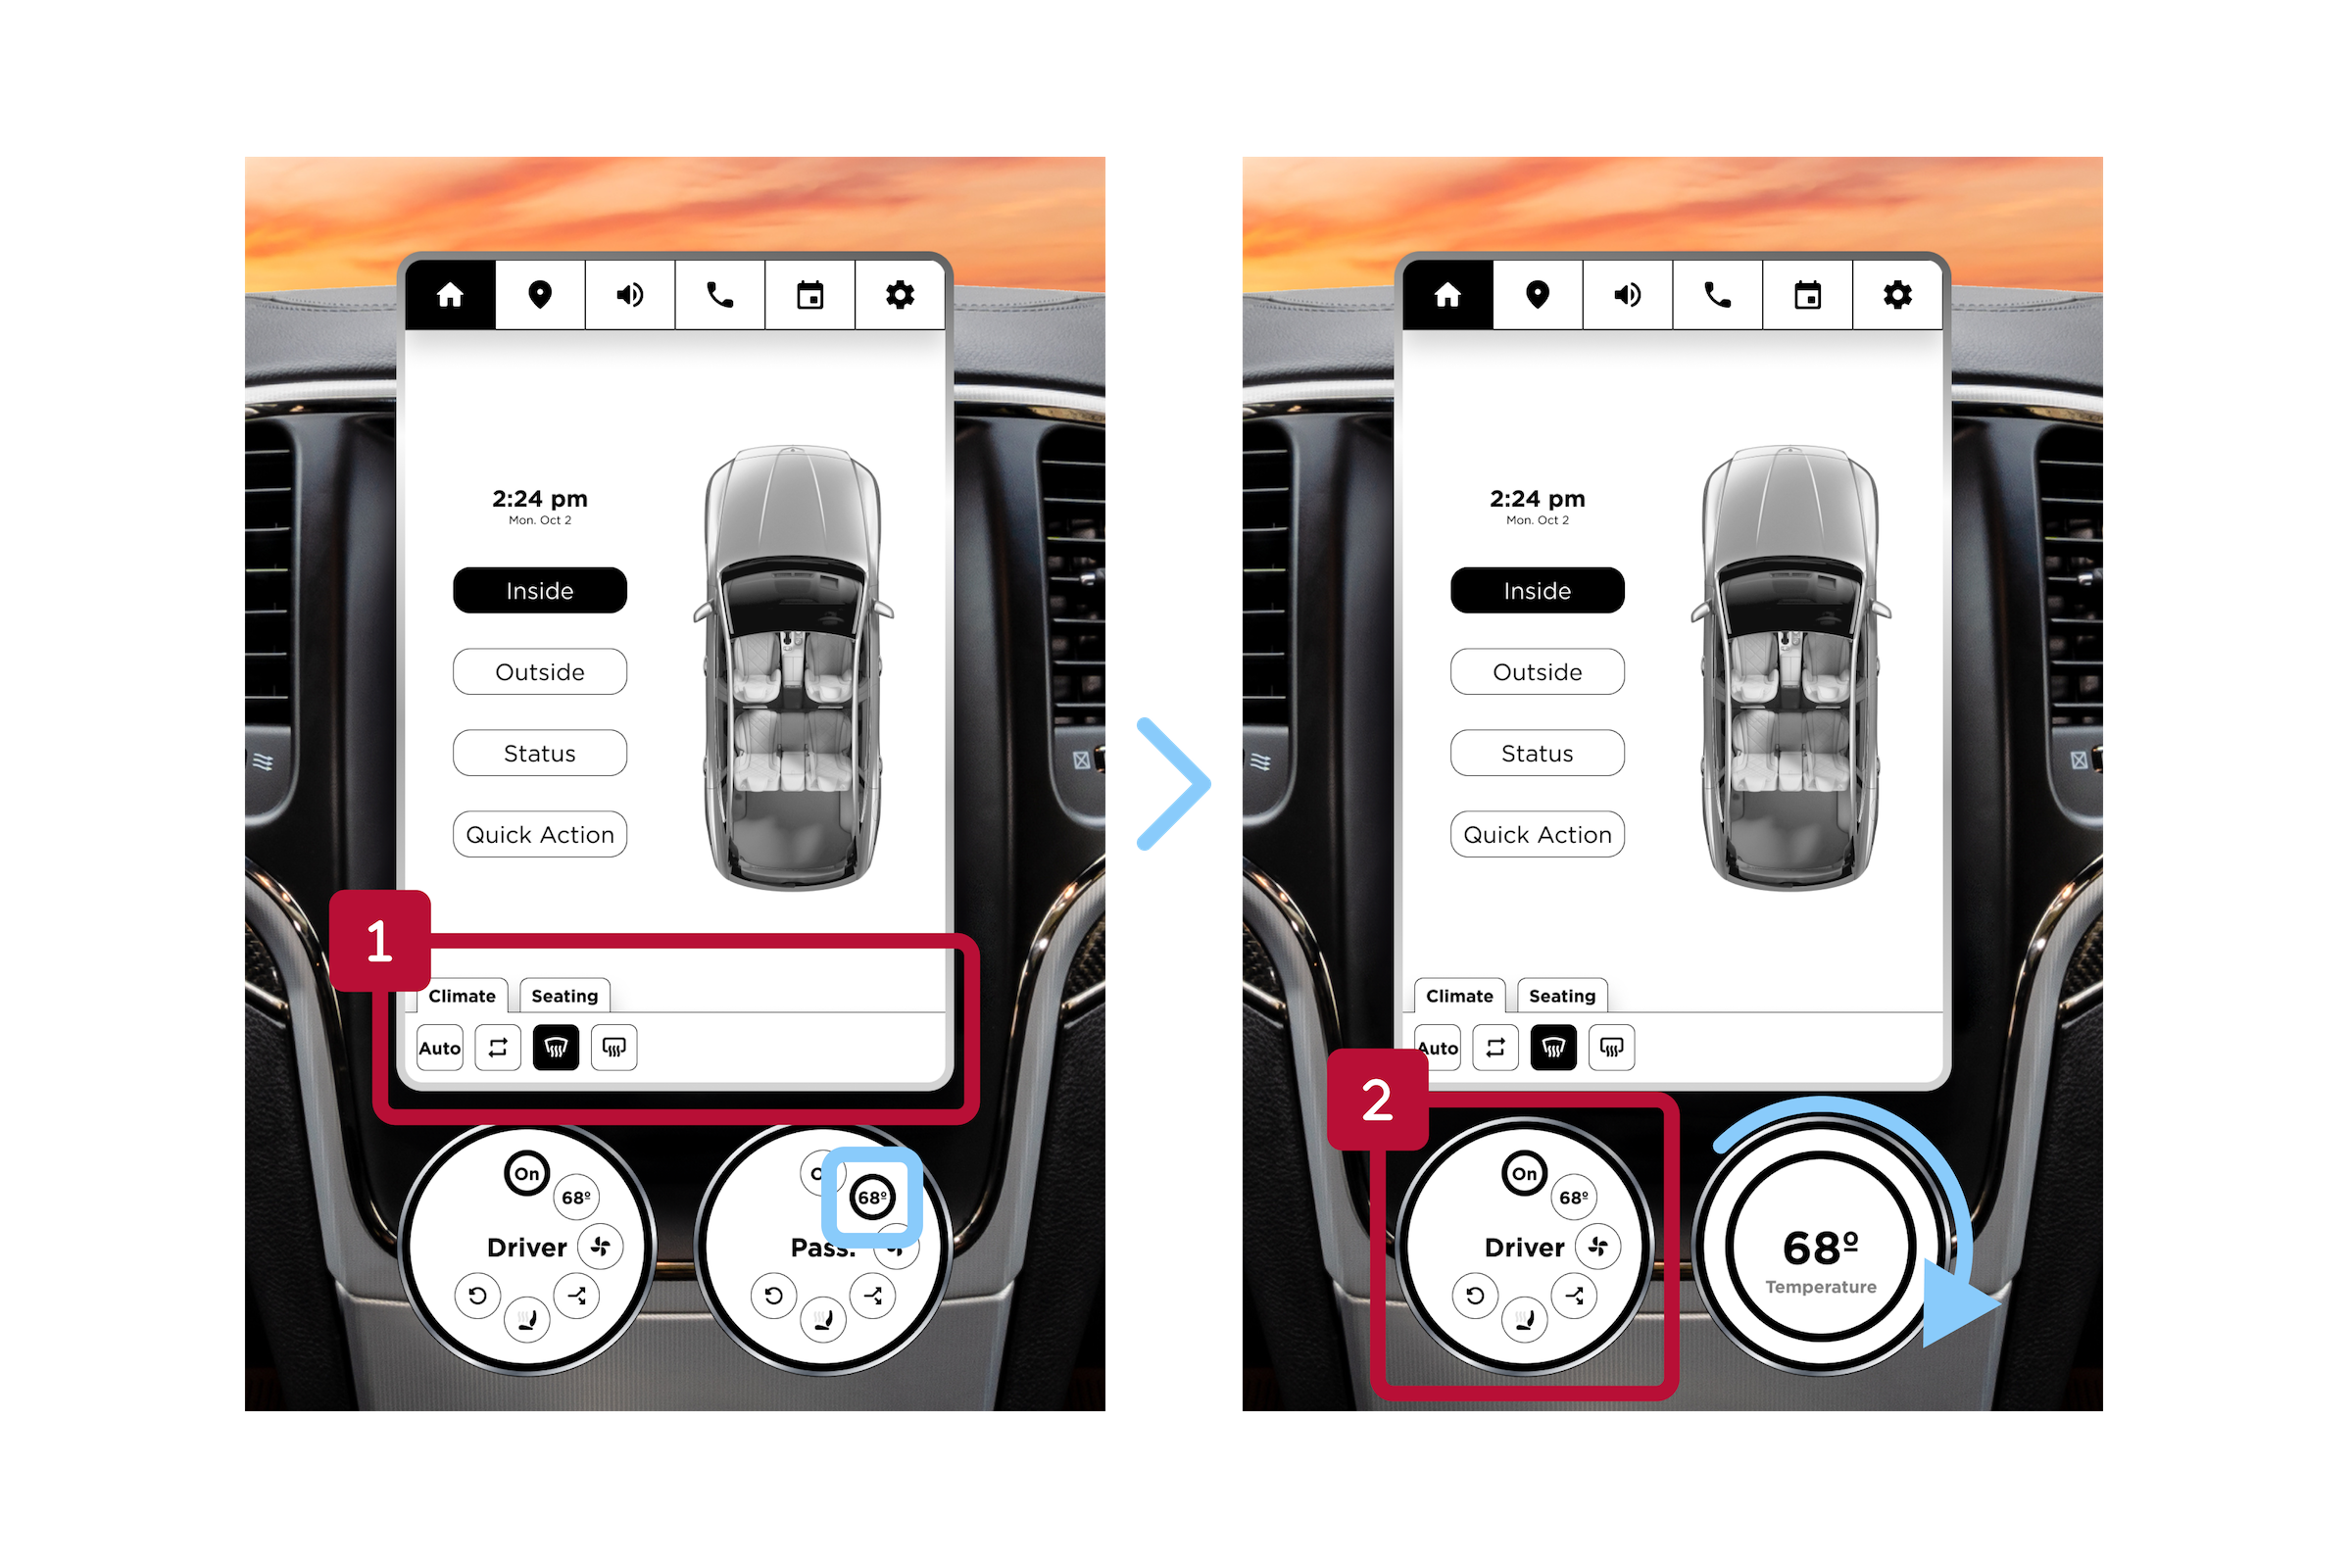 2:24 pm
Mon. Oct 2
Inside
Outside
Status
Quick Action
1
Climate Seating
Auto
On
68º
Driver
68º
Pass.
2:24 pm
Mon. Oct 2
Inside
Outside
Status
Quick Action
Climate Seating
Auto
2
On
68º
Driver
68º
Temperature